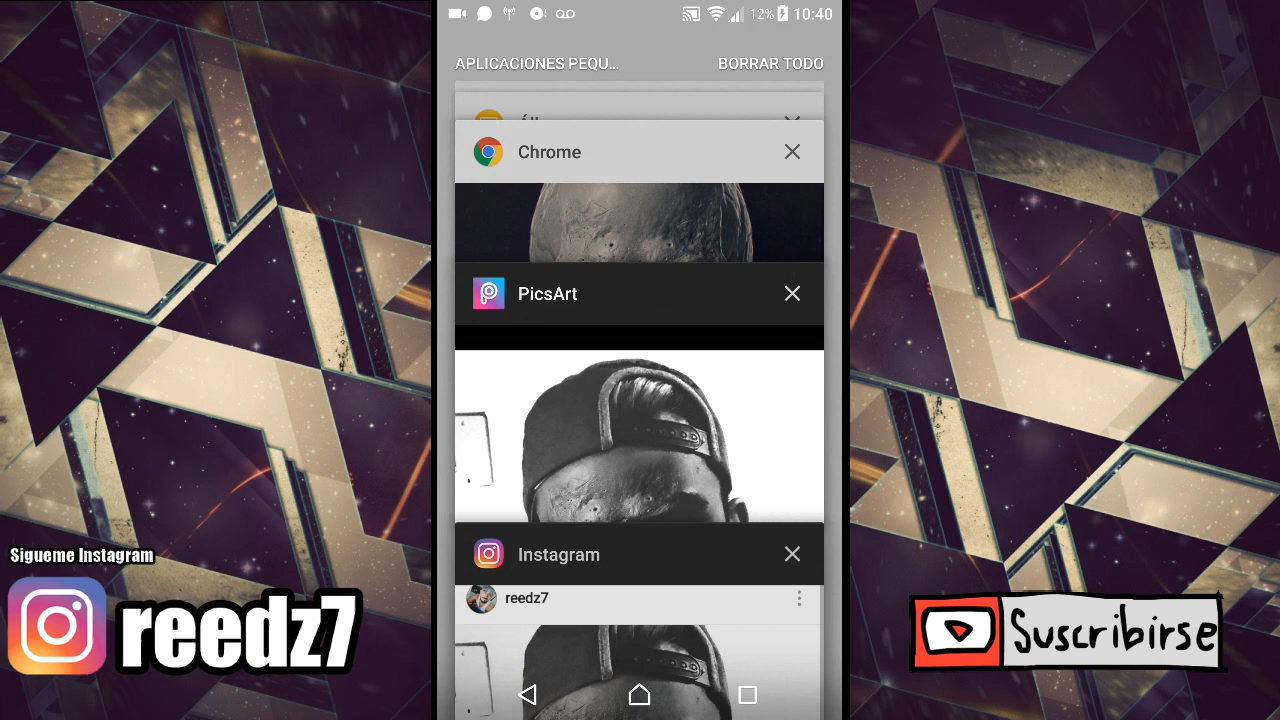 12% 10:40
APLICACIONES PEQU... BORRAR TODO
Chrome
PicsArt
Instagram
reedz7
Sigueme Instagram
reedz7
Suscribirse